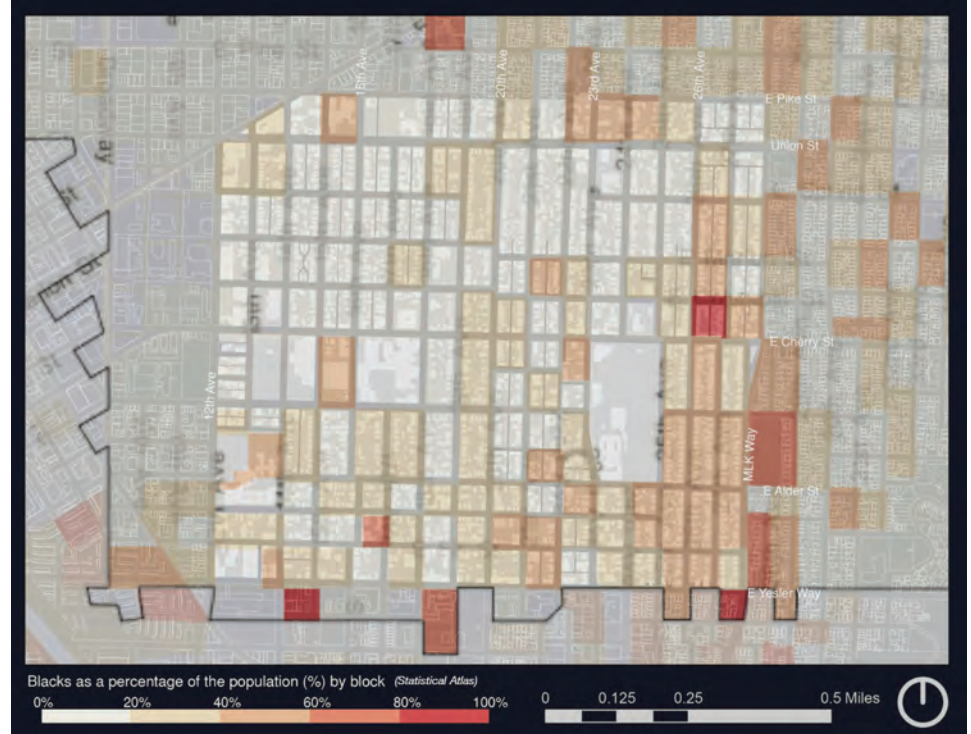 18th Ave
20th Ave
23rd Ave
26th Ave
E Pike St
Union St
E Cherry St
12th Ave
MLK Way
E Alder St
E Yesler Way
Blacks as a percentage of the population (%) by block (Statistical Atlas)
0% 20% 40% 60% 80% 100%
0 0.125 0.25 0.5 Miles